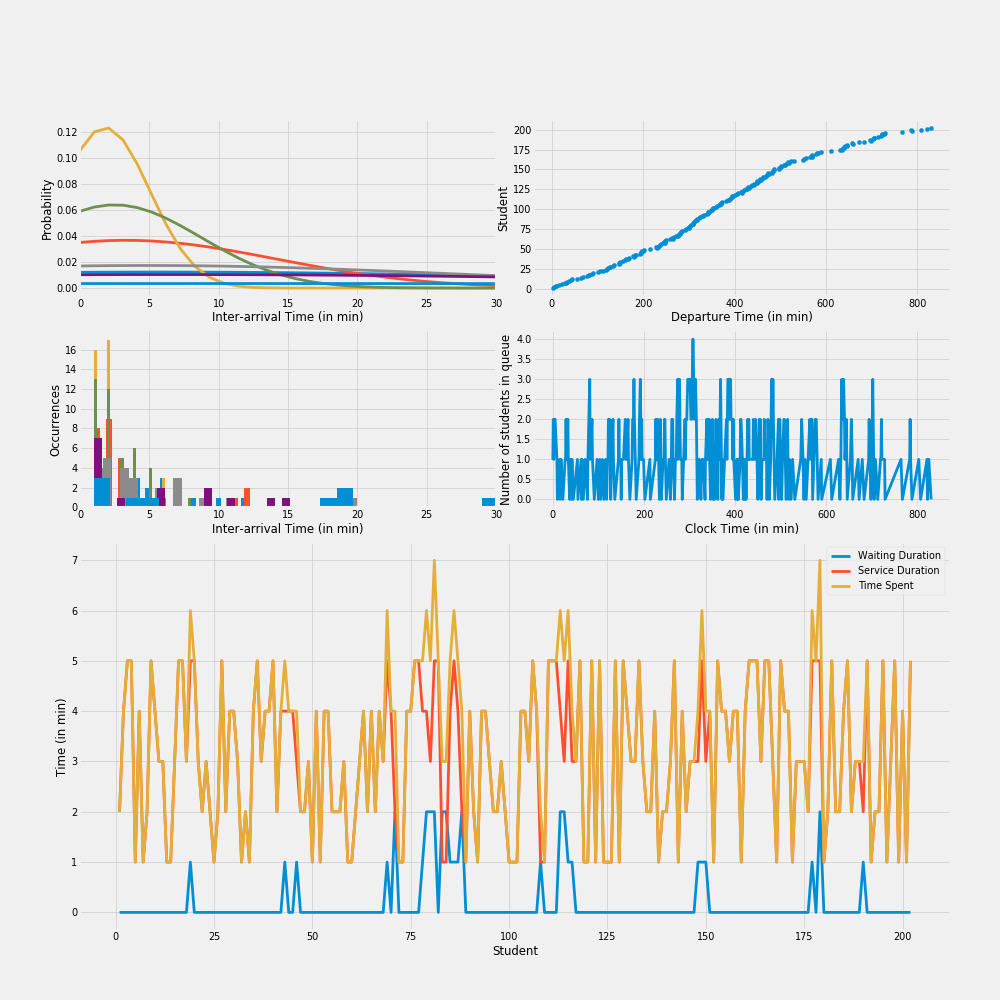 0.12
0.10
0.08
0.06
0.04
0.02
0.00
Probability
0 5 10 15 20 25 30
Inter-arrival Time (in min)
200
175
150
125
100
75
50
25
0
Student
0 200 400 600 800
Departure Time (in min)
16
14
12
10
8
6
4
2
0
Occurrences
0 5 10 15 20 25 30
Inter-arrival Time (in min)
4.0
3.5
3.0
2.5
2.0
1.5
1.0
0.5
0.0
Number of students in queue
0 200 400 600 800
Clock Time (in min)
7
6
5
4
3
2
1
0
Time (in min)
Waiting Duration
Service Duration
Time Spent
0 25 50 75 100 125 150 175 200
Student